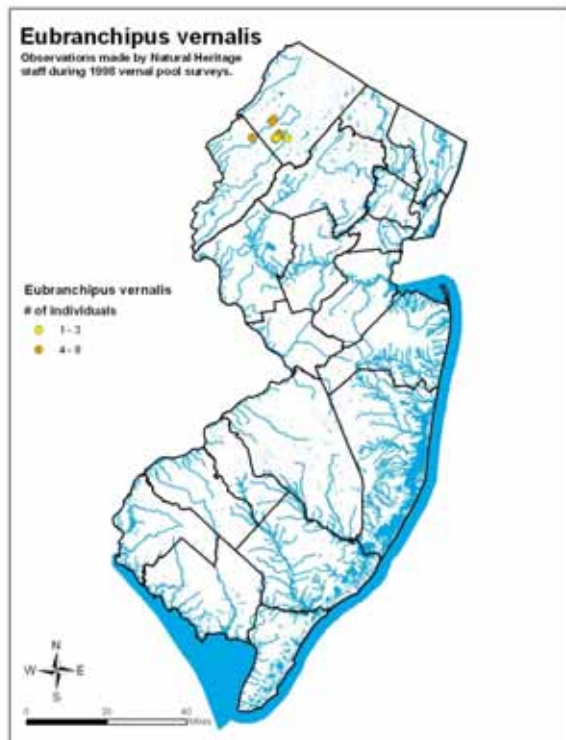 Eubranchipus vernalis
Observations made by Natural Heritage
staff during 1998 vernal pool surveys.
Eubranchipus vernalis
# of Individuals
1 - 3
4 - 8
N
W E
S
0 20 40
Miles